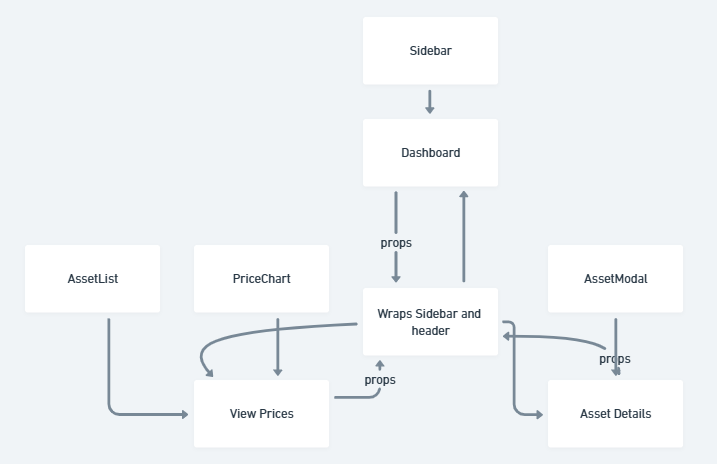 Sidebar
Dashboard
props
AssetList
PriceChart
AssetModal
Wraps Sidebar and
header
props
props
View Prices
Asset Details